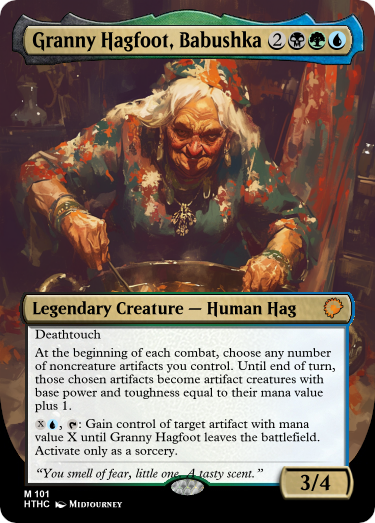 Granny Hagfoot, Babushka 2
Legendary Creature — Human Hag
Deathtouch
At the beginning of each combat, choose any number
of noncreature artifacts you control. Until end of turn,
those chosen artifacts become artifact creatures with
base power and toughness equal to their mana value
plus 1.
X , : Gain control of target artifact with mana
value X until Granny Hagfoot leaves the battlefield.
Activate only as a sorcery.
“You smell of fear, little one. A tasty scent.”
3/4
M 101
HTHC Midjourney